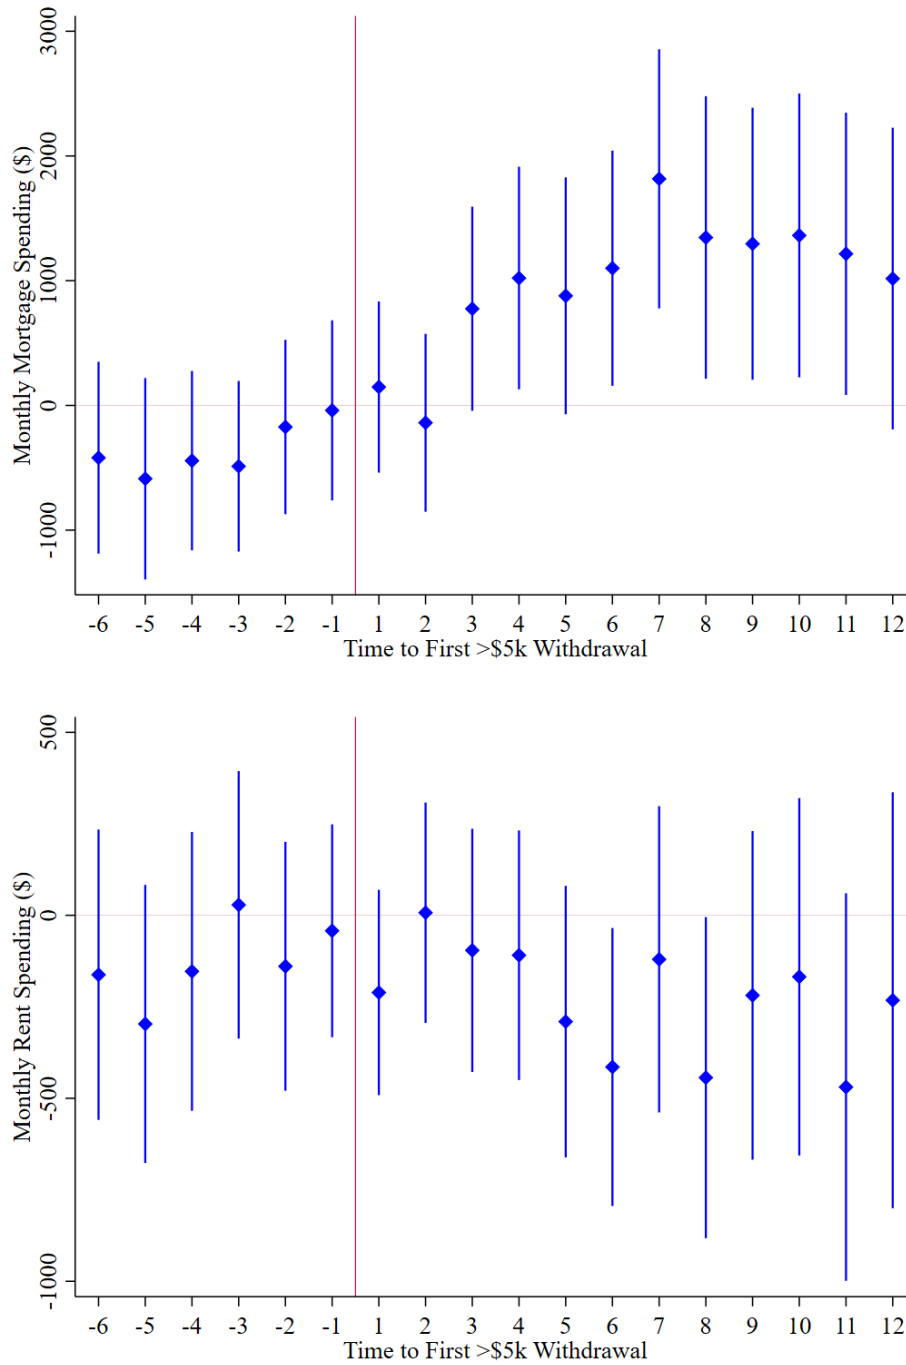 Monthly Mortgage Spending ($)
3000
2000
1000
0
-1000
-6 -5 -4 -3 -2 -1 1 2 3 4 5 6 7 8 9 10 11 12
Time to First >$5k Withdrawal
Monthly Rent Spending ($)
500
0
-500
-1000
-6 -5 -4 -3 -2 -1 1 2 3 4 5 6 7 8 9 10 11 12
Time to First >$5k Withdrawal